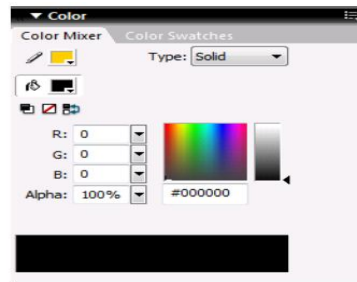 Color
Color Mixer Color Swatches
Type: Solid
R: 0
G: 0
B: 0
Alpha: 100% #000000